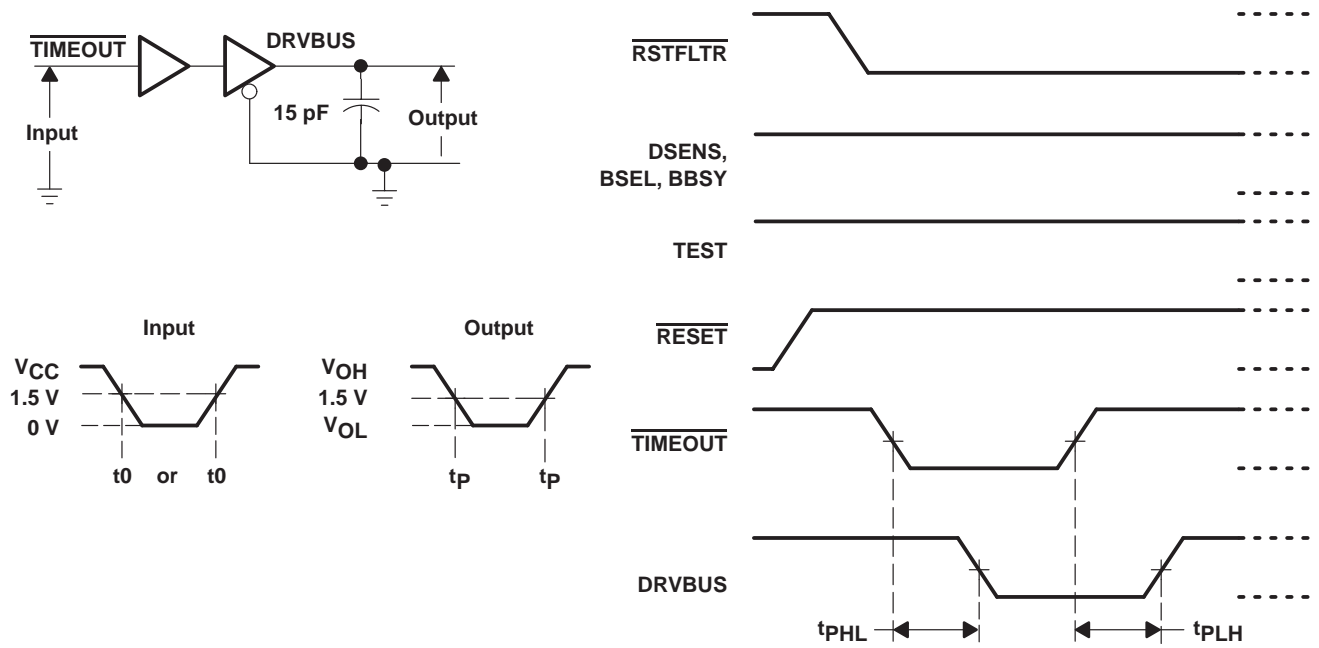 TIMEOUT
DRVBUS
15 pF
Input
Output
Input
VCC
1.5 V
0 V
t0 or t0
Output
VOH
1.5 V
VOL
tP tP
RSTFLTR
DSENS,
BSEL, BBSY
TEST
RESET
TIMEOUT
DRVBUS
tPHL tPLH